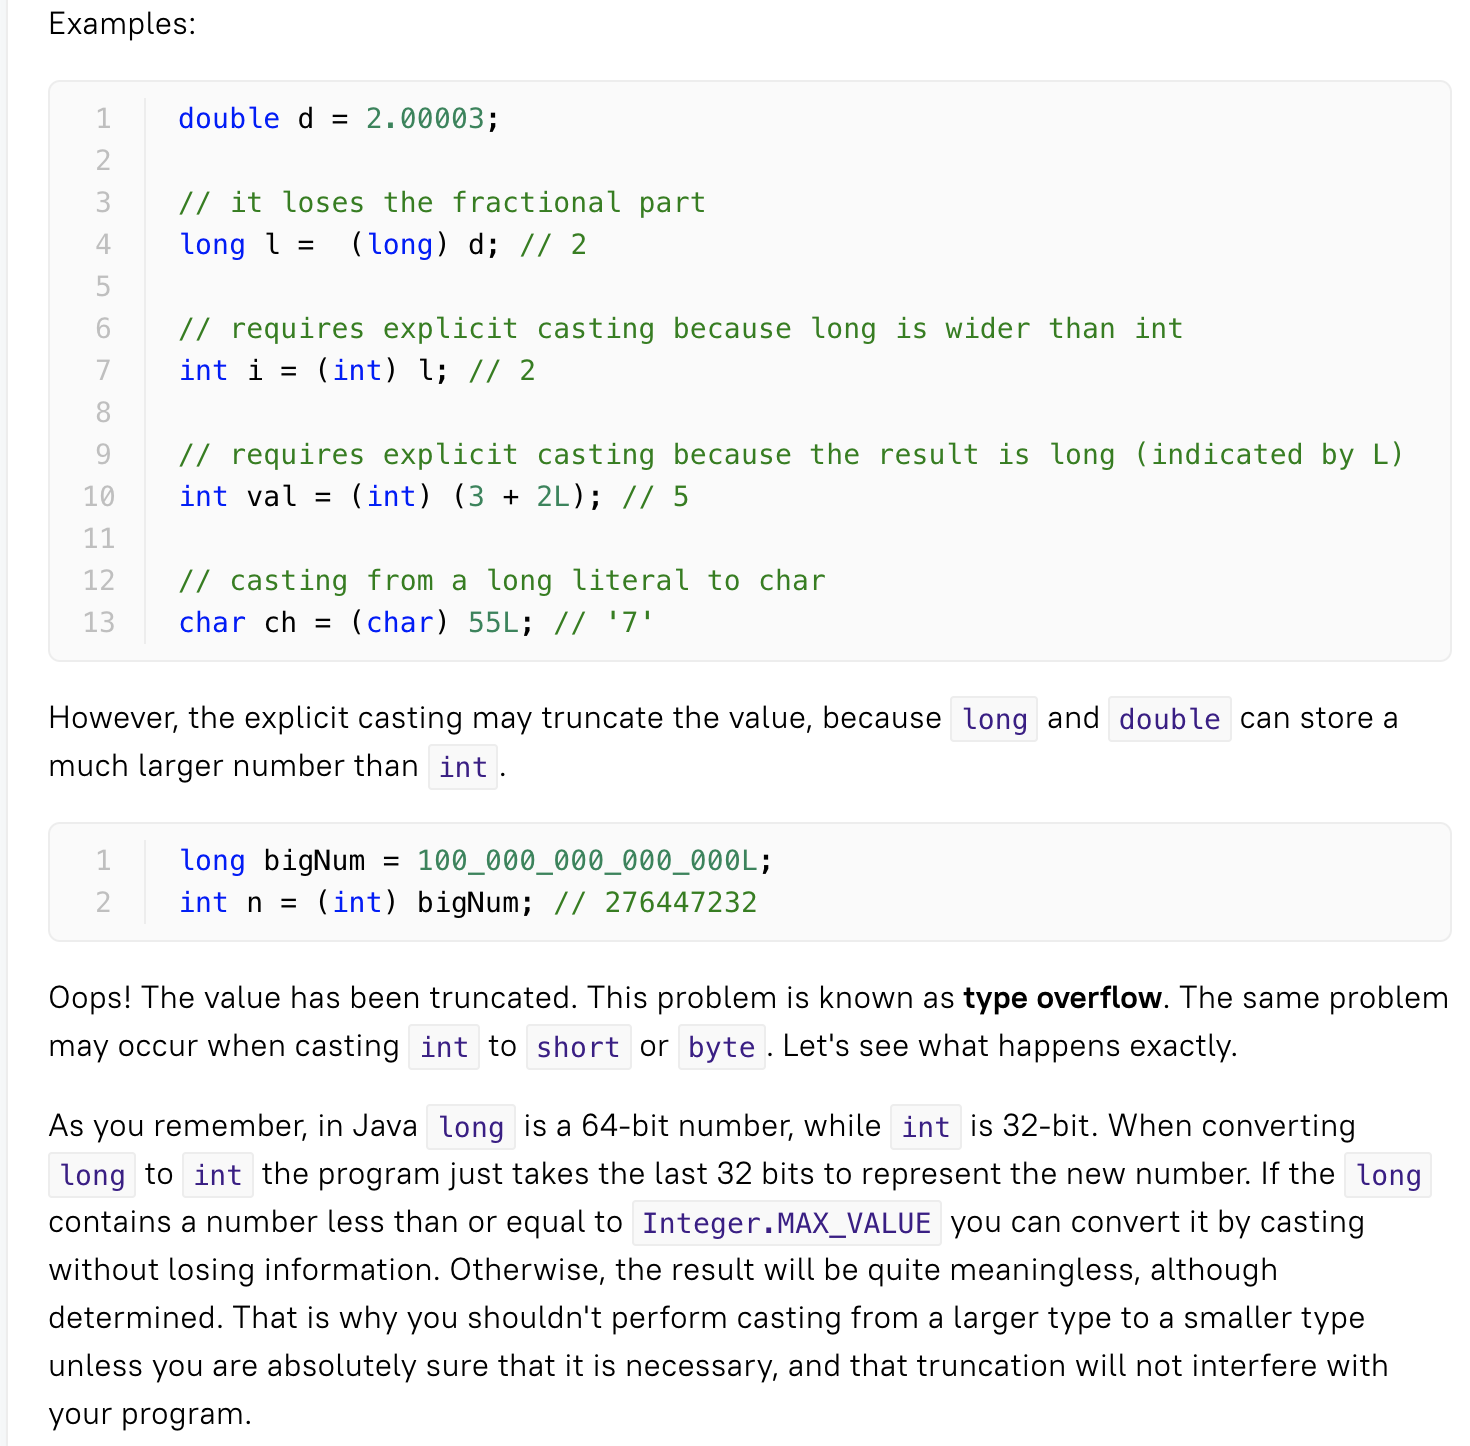 Examples:
1 double d = 2.00003;
2
3 // it loses the fractional part
4 long l =  (long) d; // 2
5
6 // requires explicit casting because long is wider than int
7 int i = (int) l; // 2
8
9 // requires explicit casting because the result is long (indicated by L)
10 int val = (int) (3 + 2L); // 5
11
12 // casting from a long literal to char
13 char ch = (char) 55L; // '7'
However, the explicit casting may truncate the value, because long and double can store a
much larger number than int.
1 long bigNum = 100_000_000_000_000L;
2 int n = (int) bigNum; // 276447232
Oops! The value has been truncated. This problem is known as type overflow. The same problem
may occur when casting int to short or byte. Let's see what happens exactly.
As you remember, in Java long is a 64-bit number, while int is 32-bit. When converting
long to int the program just takes the last 32 bits to represent the new number. If the long
contains a number less than or equal to Integer.MAX_VALUE you can convert it by casting
without losing information. Otherwise, the result will be quite meaningless, although
determined. That is why you shouldn't perform casting from a larger type to a smaller type
unless you are absolutely sure that it is necessary, and that truncation will not interfere with
your program.